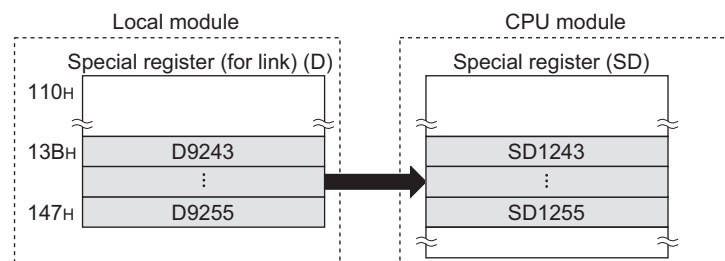 Local module CPU module
Special register (for link) (D) Special register (SD)
110H
13BH D9243 SD1243
⋮ ⋮
147H D9255 SD1255